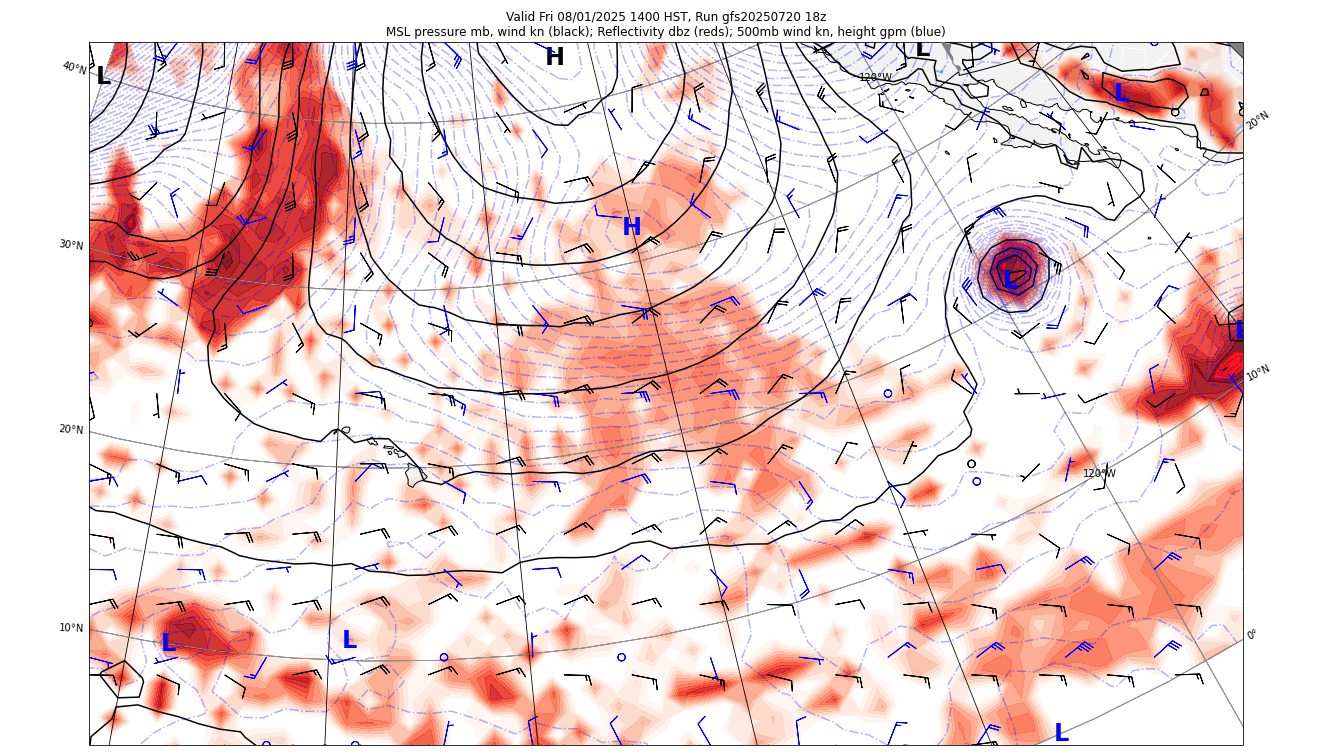 Valid Fri 08/01/2025 1400 HST, Run gfs20250720 18z
MSL pressure mb, wind kn (black); Reflectivity dbz (reds); 500mb wind kn, height gpm (blue)
H
L
40°N
L
120°W
L
20°N
H
30°N
L
L
10°N
20°N
120°W
10°N
L
L
0°
L